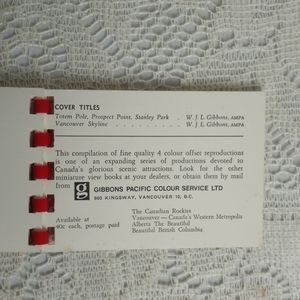 COVER TITLES
Totem Pole, Prospect Point, Stanley Park . W. J. L. Gibbons, AMPA
Vancouver Skyline . . . . . . . . . W. J. L. Gibbons, AMPA
This compilation of fine quality 4 colour offset reproductions
is one of an expanding series of productions devoted to
Canada's glorious scenic attractions. Look for the other
miniature view books at your dealers, or obtain them by mail
from g GIBBONS PACIFIC COLOUR SERVICE LTD
960 KINGSWAY, VANCOUVER 10, B.C.
Available at
40c each, postage paid
The Canadian Rockies
Vancouver — Canada's Western Metropolis
Alberta The Beautiful
Beautiful British Columbia